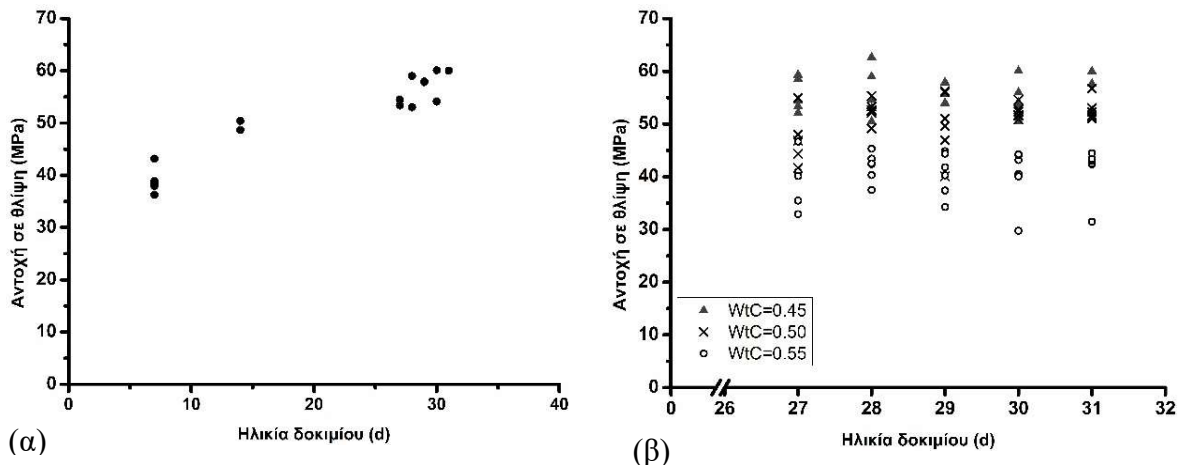 70
60
50
40
30
20
10
0
Αντοχή σε θλίψη (MPa)
0 10 20 30 40
Ηλικία δοκιμίου (d)
(α)
70
60
50
40
30
20
10
0
Αντοχή σε θλίψη (MPa)
WtC=0.45
WtC=0.50
WtC=0.55
0 26 27 28 29 30 31 32
Ηλικία δοκιμίου (d)
(β)